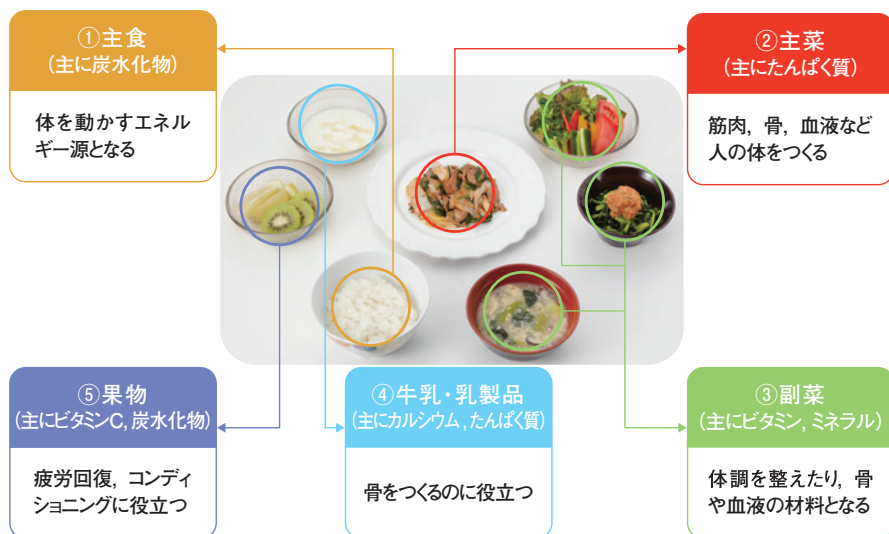 ①主食
(主に炭水化物)
体を動かすエネル
ギー源となる
②主菜
(主にたんぱく質)
筋肉, 骨, 血液など
人の体をつくる
⑤果物
(主にビタミンC, 炭水化物)
疲労回復, コンディ
ショニングに役立つ
④牛乳・乳製品
(主にカルシウム, たんぱく質)
骨をつくるのに役立つ
③副菜
(主にビタミン, ミネラル)
体調を整えたり, 骨
や血液の材料となる